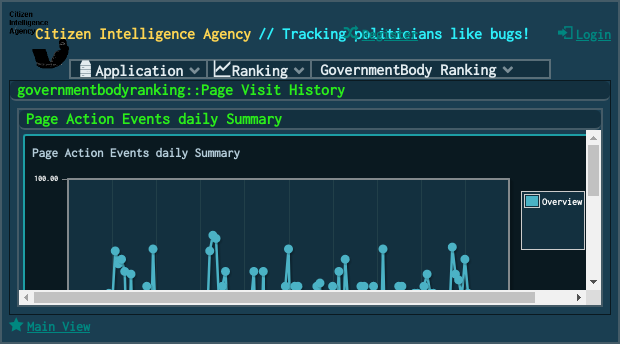 Citizen
Intelligence
Agency
Citizen Intelligence Agency // Tracking politicians like bugs!
Register
Login
Application
Ranking
GovernmentBody Ranking
governmentbodyranking::Page Visit History
Page Action Events daily Summary
Page Action Events daily Summary
100.00
Overview
Main View